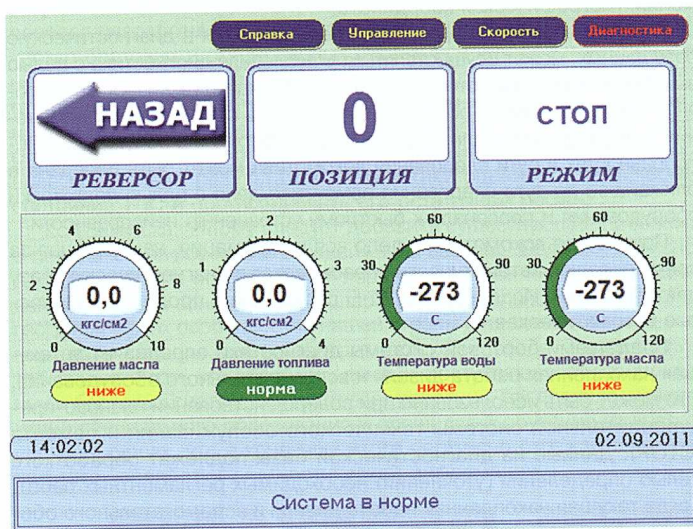 Справка Управление Скорость Диагностика
НАЗАД 0 СТОП
РЕВЕРСОР ПОЗИЦИЯ РЕЖИМ
0 2 4 6 8 10
0 1 2 3 4
0 30 60 90 120
0 30 60 90 120
0,0 0,0 -273 -273
кгс/см2 кгс/см2 С С
Давление масла Давление топлива Температура воды Температура масла
ниже норма ниже ниже
14:02:02 02.09.2011
Система в норме